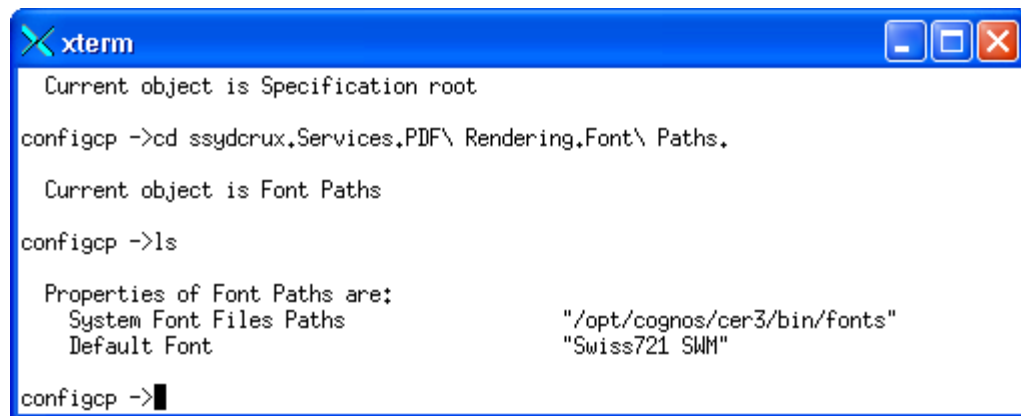 xterm
Current object is Specification root
configcp ->cd ssydcrux.Services.PDF\ Rendering.Font\ Paths.
Current object is Font Paths
configcp ->ls
Properties of Font Paths are:
System Font Files Paths "/opt/cognos/cer3/bin/fonts"
Default Font "Swiss721 SWM"
configcp ->